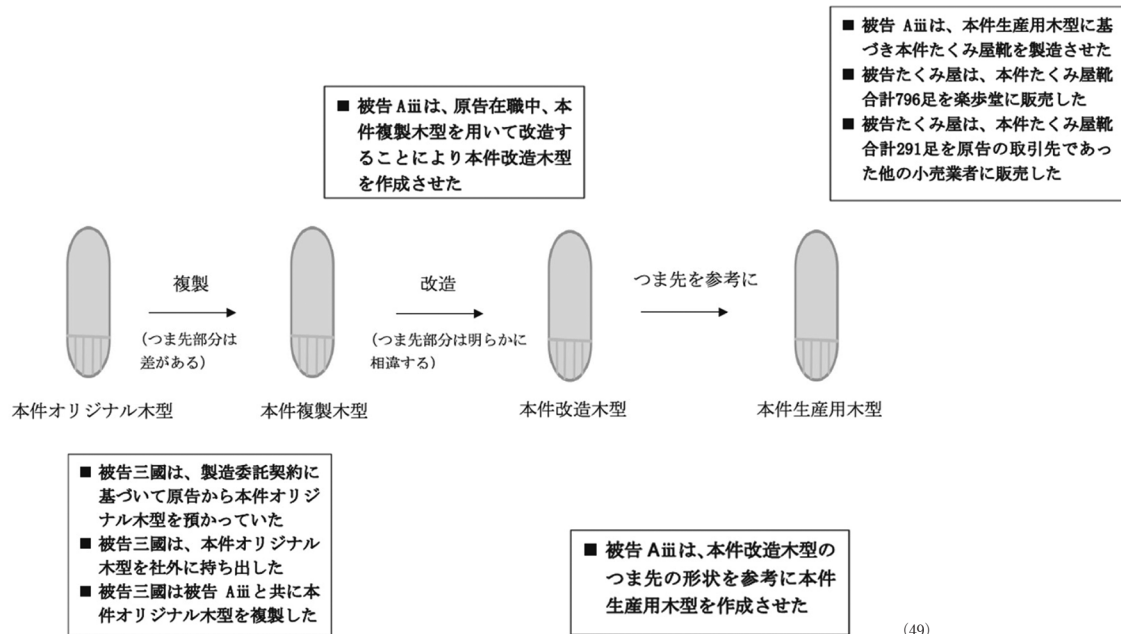 ■ 被告 Aⅲは、本件生産用木型に基
づき本件たくみ屋靴を製造させた
■ 被告たくみ屋は、本件たくみ屋靴
合計796足を楽歩堂に販売した
■ 被告たくみ屋は、本件たくみ屋靴
合計291足を原告の取引先であっ
た他の小売業者に販売した
■ 被告 Aⅲは、原告在職中、本
件複製木型を用いて改造す
ることにより本件改造木型
を作成させた
複製
(つま先部分は
差がある)
改造
(つま先部分は明らかに
相違する)
つま先を参考に
本件オリジナル木型
本件複製木型
本件改造木型
本件生産用木型
■ 被告三國は、製造委託契約に
基づいて原告から本件オリジ
ナル木型を預かっていた
■ 被告三國は、本件オリジナル
木型を社外に持ち出した
■ 被告三國は被告 Aⅲと共に本
件オリジナル木型を複製した
■ 被告 Aⅲは、本件改造木型の
つま先の形状を参考に本件
生産用木型を作成させた
(49)